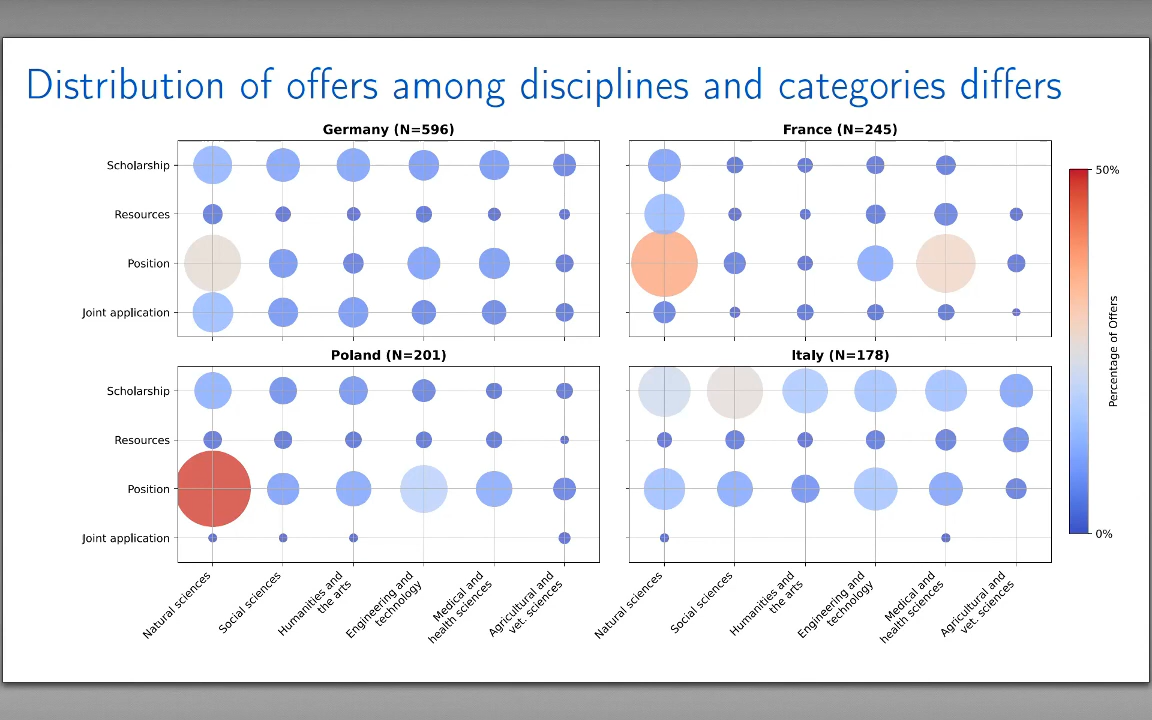 Distribution of offers among disciplines and categories differs
Germany (N=596)
Scholarship
Resources
Position
Joint application
France (N=245)
50%
Percentage of Offers
0%
Poland (N=201)
Scholarship
Resources
Position
Joint application
Natural sciences
Social sciences
Humanities and
the arts
Engineering and
technology
Medical and
health sciences
Agricultural and
vet. sciences
Italy (N=178)
Natural sciences
Social sciences
Humanities and
the arts
Engineering and
technology
Medical and
health sciences
Agricultural and
vet. sciences